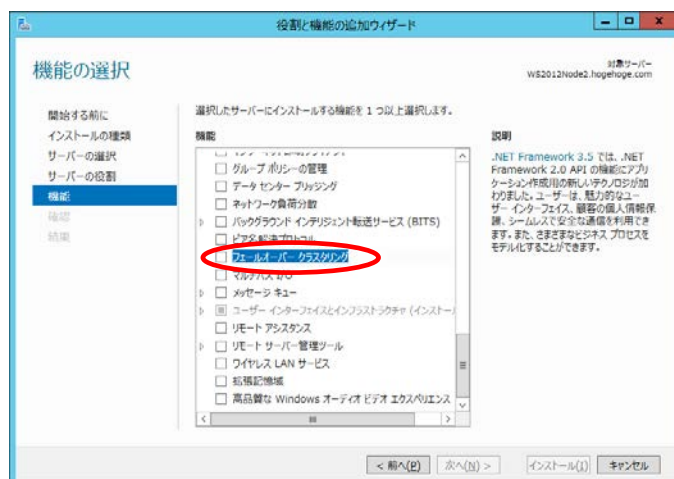 役割と機能の追加ウィザード
機能の選択
対象サーバー
WS2012Node2.hogehoge.com
開始する前に
インストールの種類
サーバーの選択
サーバーの役割
機能
確認
結果
選択したサーバーにインストールする機能を 1 つ以上選択します。
機能
グループ ポリシーの管理
データ センター ブリッジング
ネットワーク負荷分散
バックグラウンド インテリジェント転送サービス (BITS)
ピア名解決プロトコル
フェールオーバー クラスタリング
マルチパス I/O
メッセージ キュー
ユーザー インターフェイスとインフラストラクチャ (インストー
リモート アシスタンス
リモート サーバー管理ツール
ワイヤレス LAN サービス
拡張記憶域
高品質な Windows オーディオ ビデオ エクスペリエンス
説明
.NET Framework 3.5 では、.NET
Framework 2.0 API の機能にアプリ
ケーション作成用の新しいテクノロジが加
わりました。ユーザーは、魅力的なユー
ザー インターフェイス、顧客の個人情報保
護、シームレスで安全な通信を利用できま
す。また、さまざまなビジネス プロセスを
モデル化することができます。
< 前へ(P)
次へ(N) >
インストール(I)
キャンセル